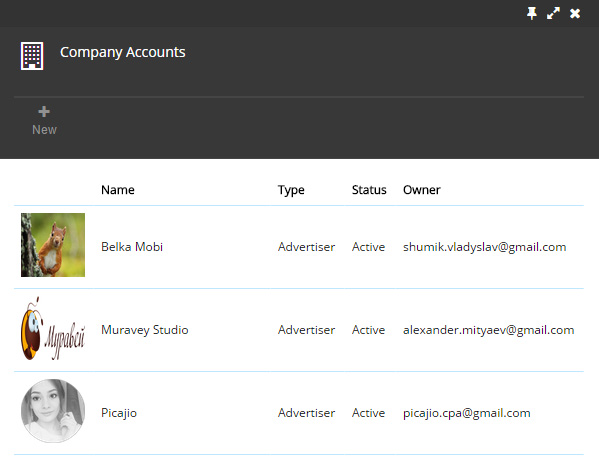 Company Accounts
New
Name Type Status Owner
Belka Mobi Advertiser Active shumik.vladyslav@gmail.com
Муравей
Muravey Studio Advertiser Active alexander.mityaev@gmail.com
Picajio Advertiser Active picajio.cpa@gmail.com